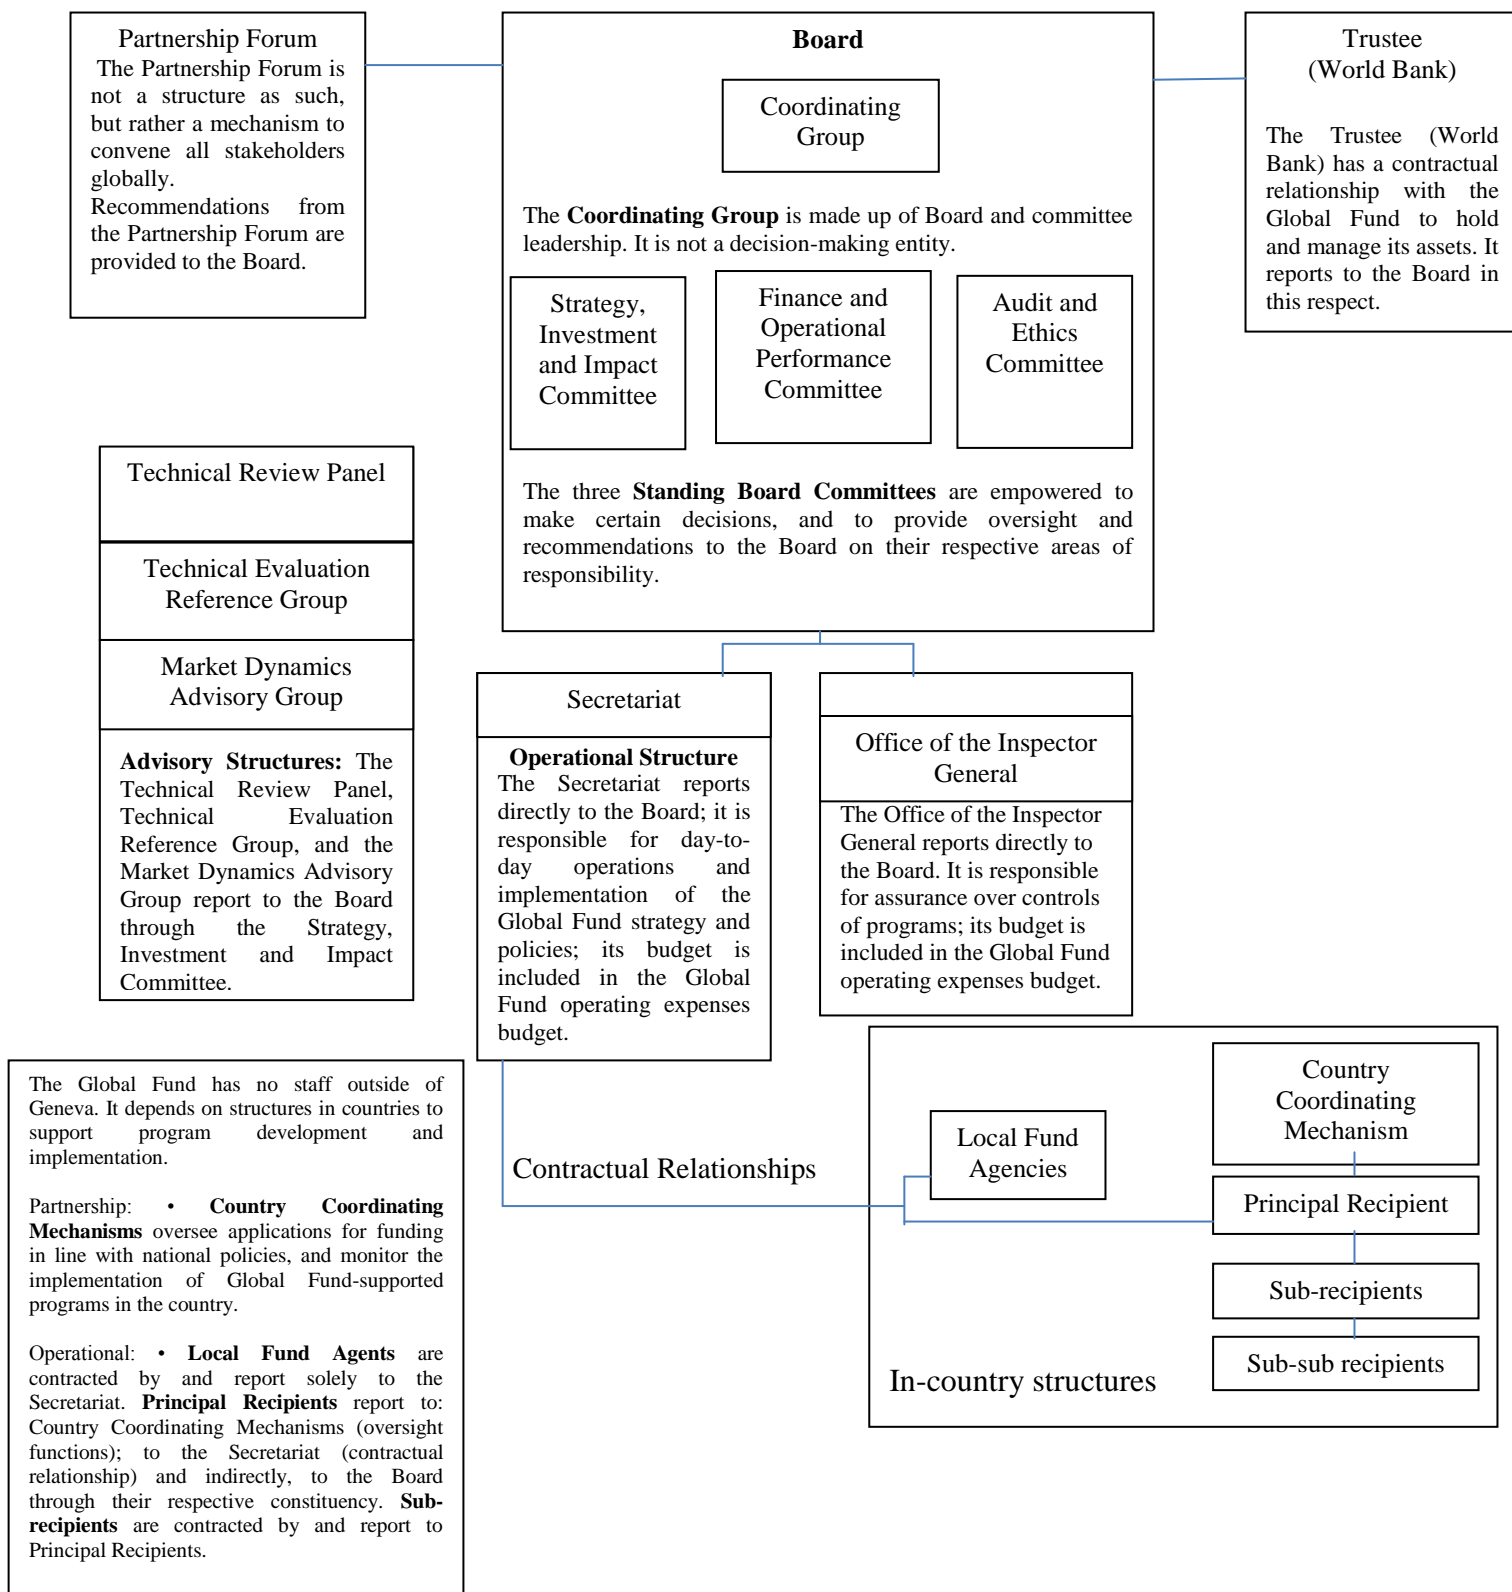 Partnership Forum
The Partnership Forum is
not a structure as such,
but rather a mechanism to
convene all stakeholders
globally.
Recommendations from
the Partnership Forum are
provided to the Board.
Board
Coordinating
Group
The Coordinating Group is made up of Board and committee
leadership. It is not a decision-making entity.
Strategy,
Investment
and Impact
Committee
Finance and
Operational
Performance
Committee
Audit and
Ethics
Committee
The three Standing Board Committees are empowered to
make certain decisions, and to provide oversight and
recommendations to the Board on their respective areas of
responsibility.
Trustee
(World Bank)
The Trustee (World
Bank) has a contractual
relationship with the
Global Fund to hold
and manage its assets. It
reports to the Board in
this respect.
Technical Review Panel
Technical Evaluation
Reference Group
Market Dynamics
Advisory Group
Advisory Structures: The
Technical Review Panel,
Technical Evaluation
Reference Group, and the
Market Dynamics Advisory
Group report to the Board
through the Strategy,
Investment and Impact
Committee.
Secretariat
Operational Structure
The Secretariat reports
directly to the Board; it is
responsible for day-to-
day operations and
implementation of the
Global Fund strategy and
policies; its budget is
included in the Global
Fund operating expenses
budget.
Office of the Inspector
General
The Office of the Inspector
General reports directly to
the Board. It is responsible
for assurance over controls
of programs; its budget is
included in the Global Fund
operating expenses budget.
The Global Fund has no staff outside of
Geneva. It depends on structures in countries to
support program development and
implementation.
Partnership: • Country Coordinating
Mechanisms oversee applications for funding
in line with national policies, and monitor the
implementation of Global Fund-supported
programs in the country.
Operational: • Local Fund Agents are
contracted by and report solely to the
Secretariat. Principal Recipients report to:
Country Coordinating Mechanisms (oversight
functions); to the Secretariat (contractual
relationship) and indirectly, to the Board
through their respective constituency. Sub-
recipients are contracted by and report to
Principal Recipients.
Contractual Relationships
Local Fund
Agencies
Country
Coordinating
Mechanism
Principal Recipient
Sub-recipients
Sub-sub recipients
In-country structures